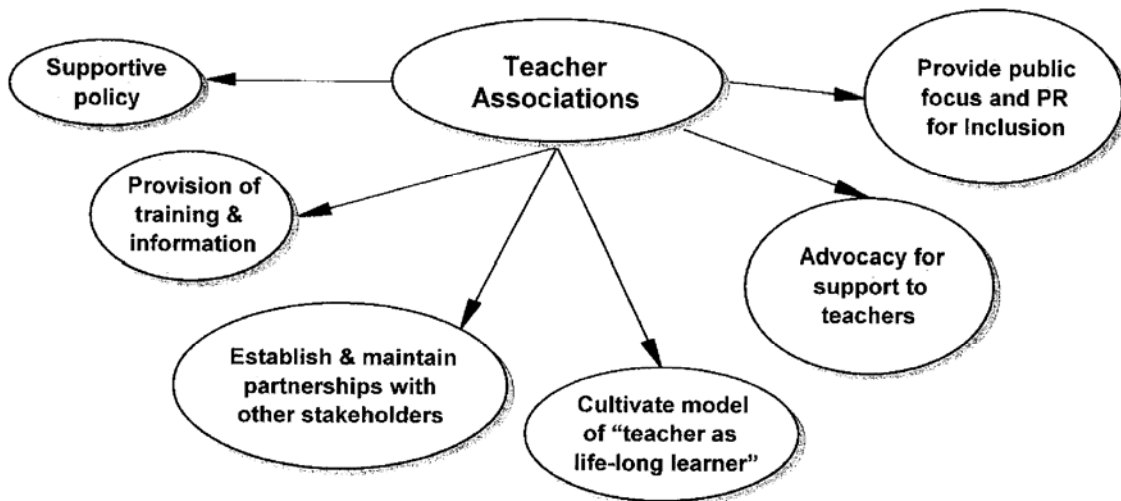 Teacher
Associations
Supportive
policy
Provide public
focus and PR
for Inclusion
Provision of
training &
information
Advocacy for
support to
teachers
Establish & maintain
partnerships with
other stakeholders
Cultivate model
of “teacher as
life-long learner”